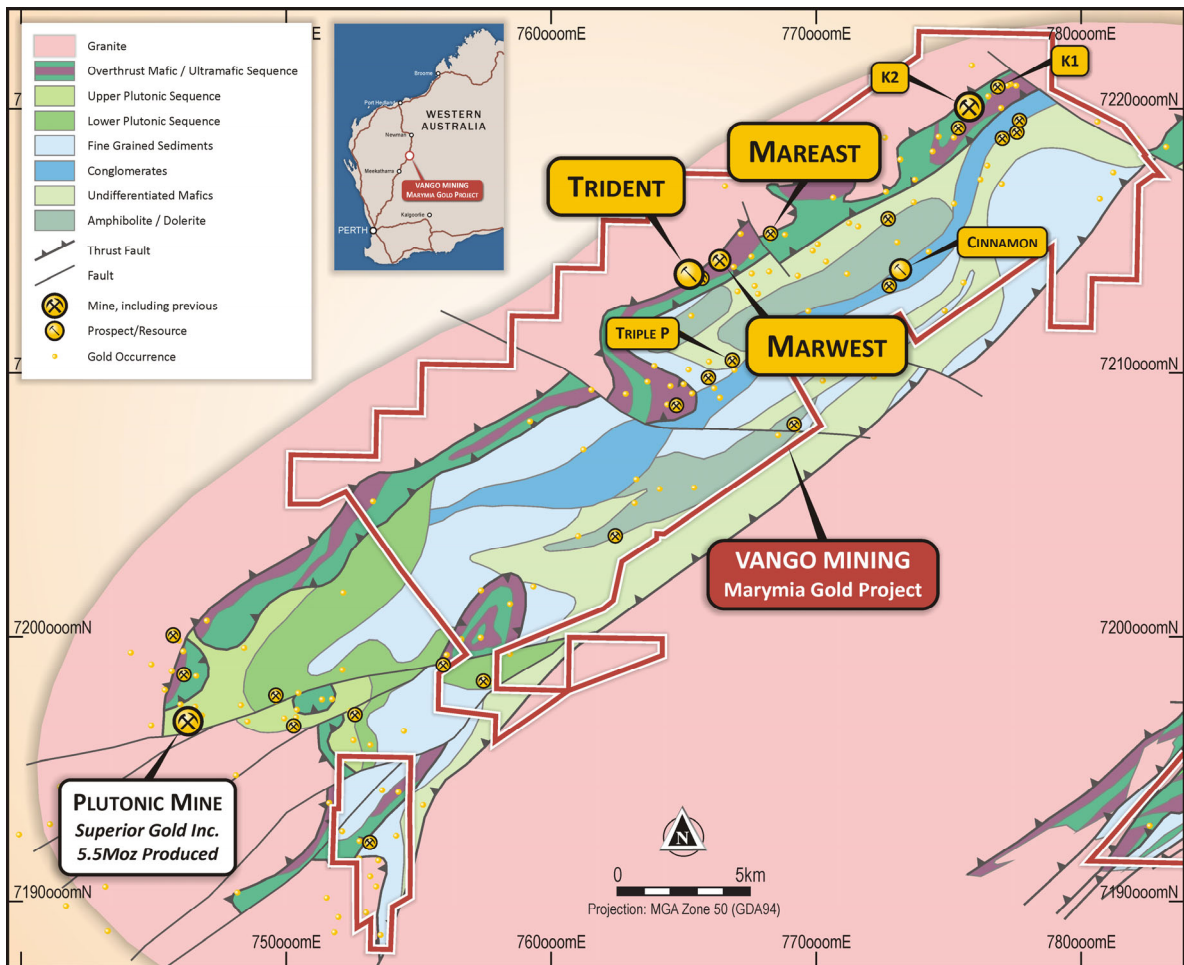 760000mE
770000mE
780000mE
Granite
Overthrust Mafic / Ultramafic Sequence
Upper Plutonic Sequence
Lower Plutonic Sequence
Fine Grained Sediments
Conglomerates
Undifferentiated Mafics
Amphibolite / Dolerite
Thrust Fault
Fault
Mine, including previous
Prospect/Resource
Gold Occurrence
Broome
Port Hedland
WESTERN
AUSTRALIA
Newman
Meekatharra
VANGO MINING
MARYMIA GOLD PROJECT
Kalgoorlie
PERTH
K2
K1
7220000mN
MAREAST
TRIDENT
CINNAMON
TRIPLE P
MARWEST
7210000mN
VANGO MINING
Marymia Gold Project
7200000mN
7200000mN
PLUTONIC MINE
Superior Gold Inc.
5.5Moz Produced
N
0 5km
Projection: MGA Zone 50 (GDA94)
7190000mN
7190000mN
750000mE
760000mE
770000mE
780000mE